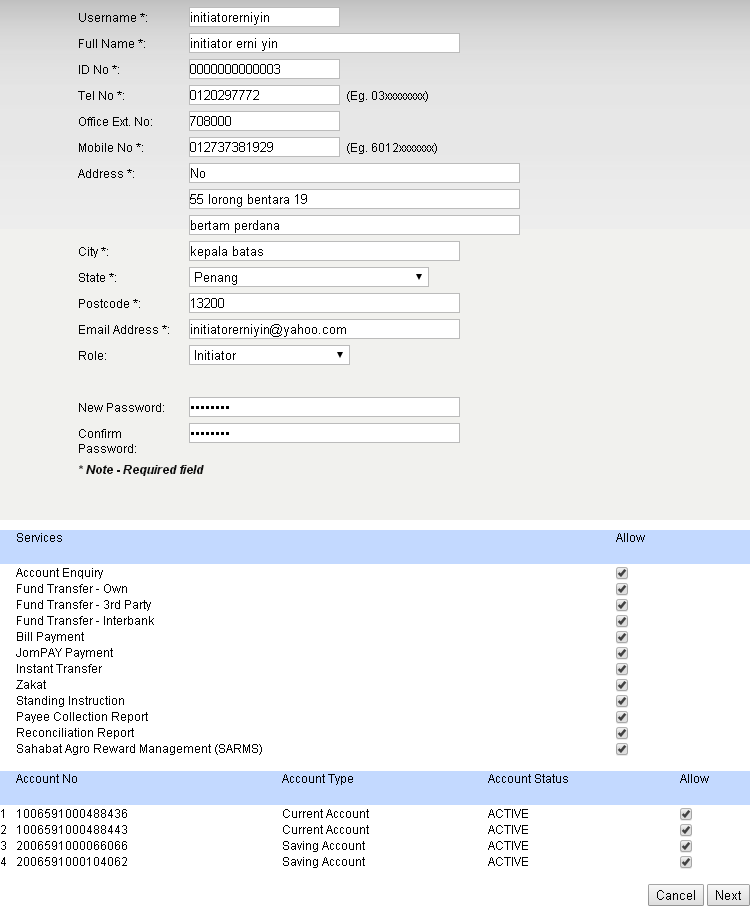 Username *: initiatorerniyin
Full Name *: initiator erni yin
ID No *: 0000000000003
Tel No *: 0120297772 (Eg. 03xxxxxxxx)
Office Ext. No: 708000
Mobile No *: 012737381929 (Eg. 6012xxxxxxx)
Address *: No
55 lorong bentara 19
bertam perdana
City *: kepala batas
State *: Penang
Postcode *: 13200
Email Address *: initiatorerniyin@yahoo.com
Role: Initiator
New Password: ••••••••
Confirm ••••••••
Password:
* Note - Required field
Services Allow
Account Enquiry
Fund Transfer - Own
Fund Transfer - 3rd Party
Fund Transfer - Interbank
Bill Payment
JomPAY Payment
Instant Transfer
Zakat
Standing Instruction
Payee Collection Report
Reconciliation Report
Sahabat Agro Reward Management (SARMS)
Account No Account Type Account Status Allow
1 1006591000488436 Current Account ACTIVE
2 1006591000488443 Current Account ACTIVE
3 2006591000066066 Saving Account ACTIVE
4 2006591000104062 Saving Account ACTIVE
Cancel Next